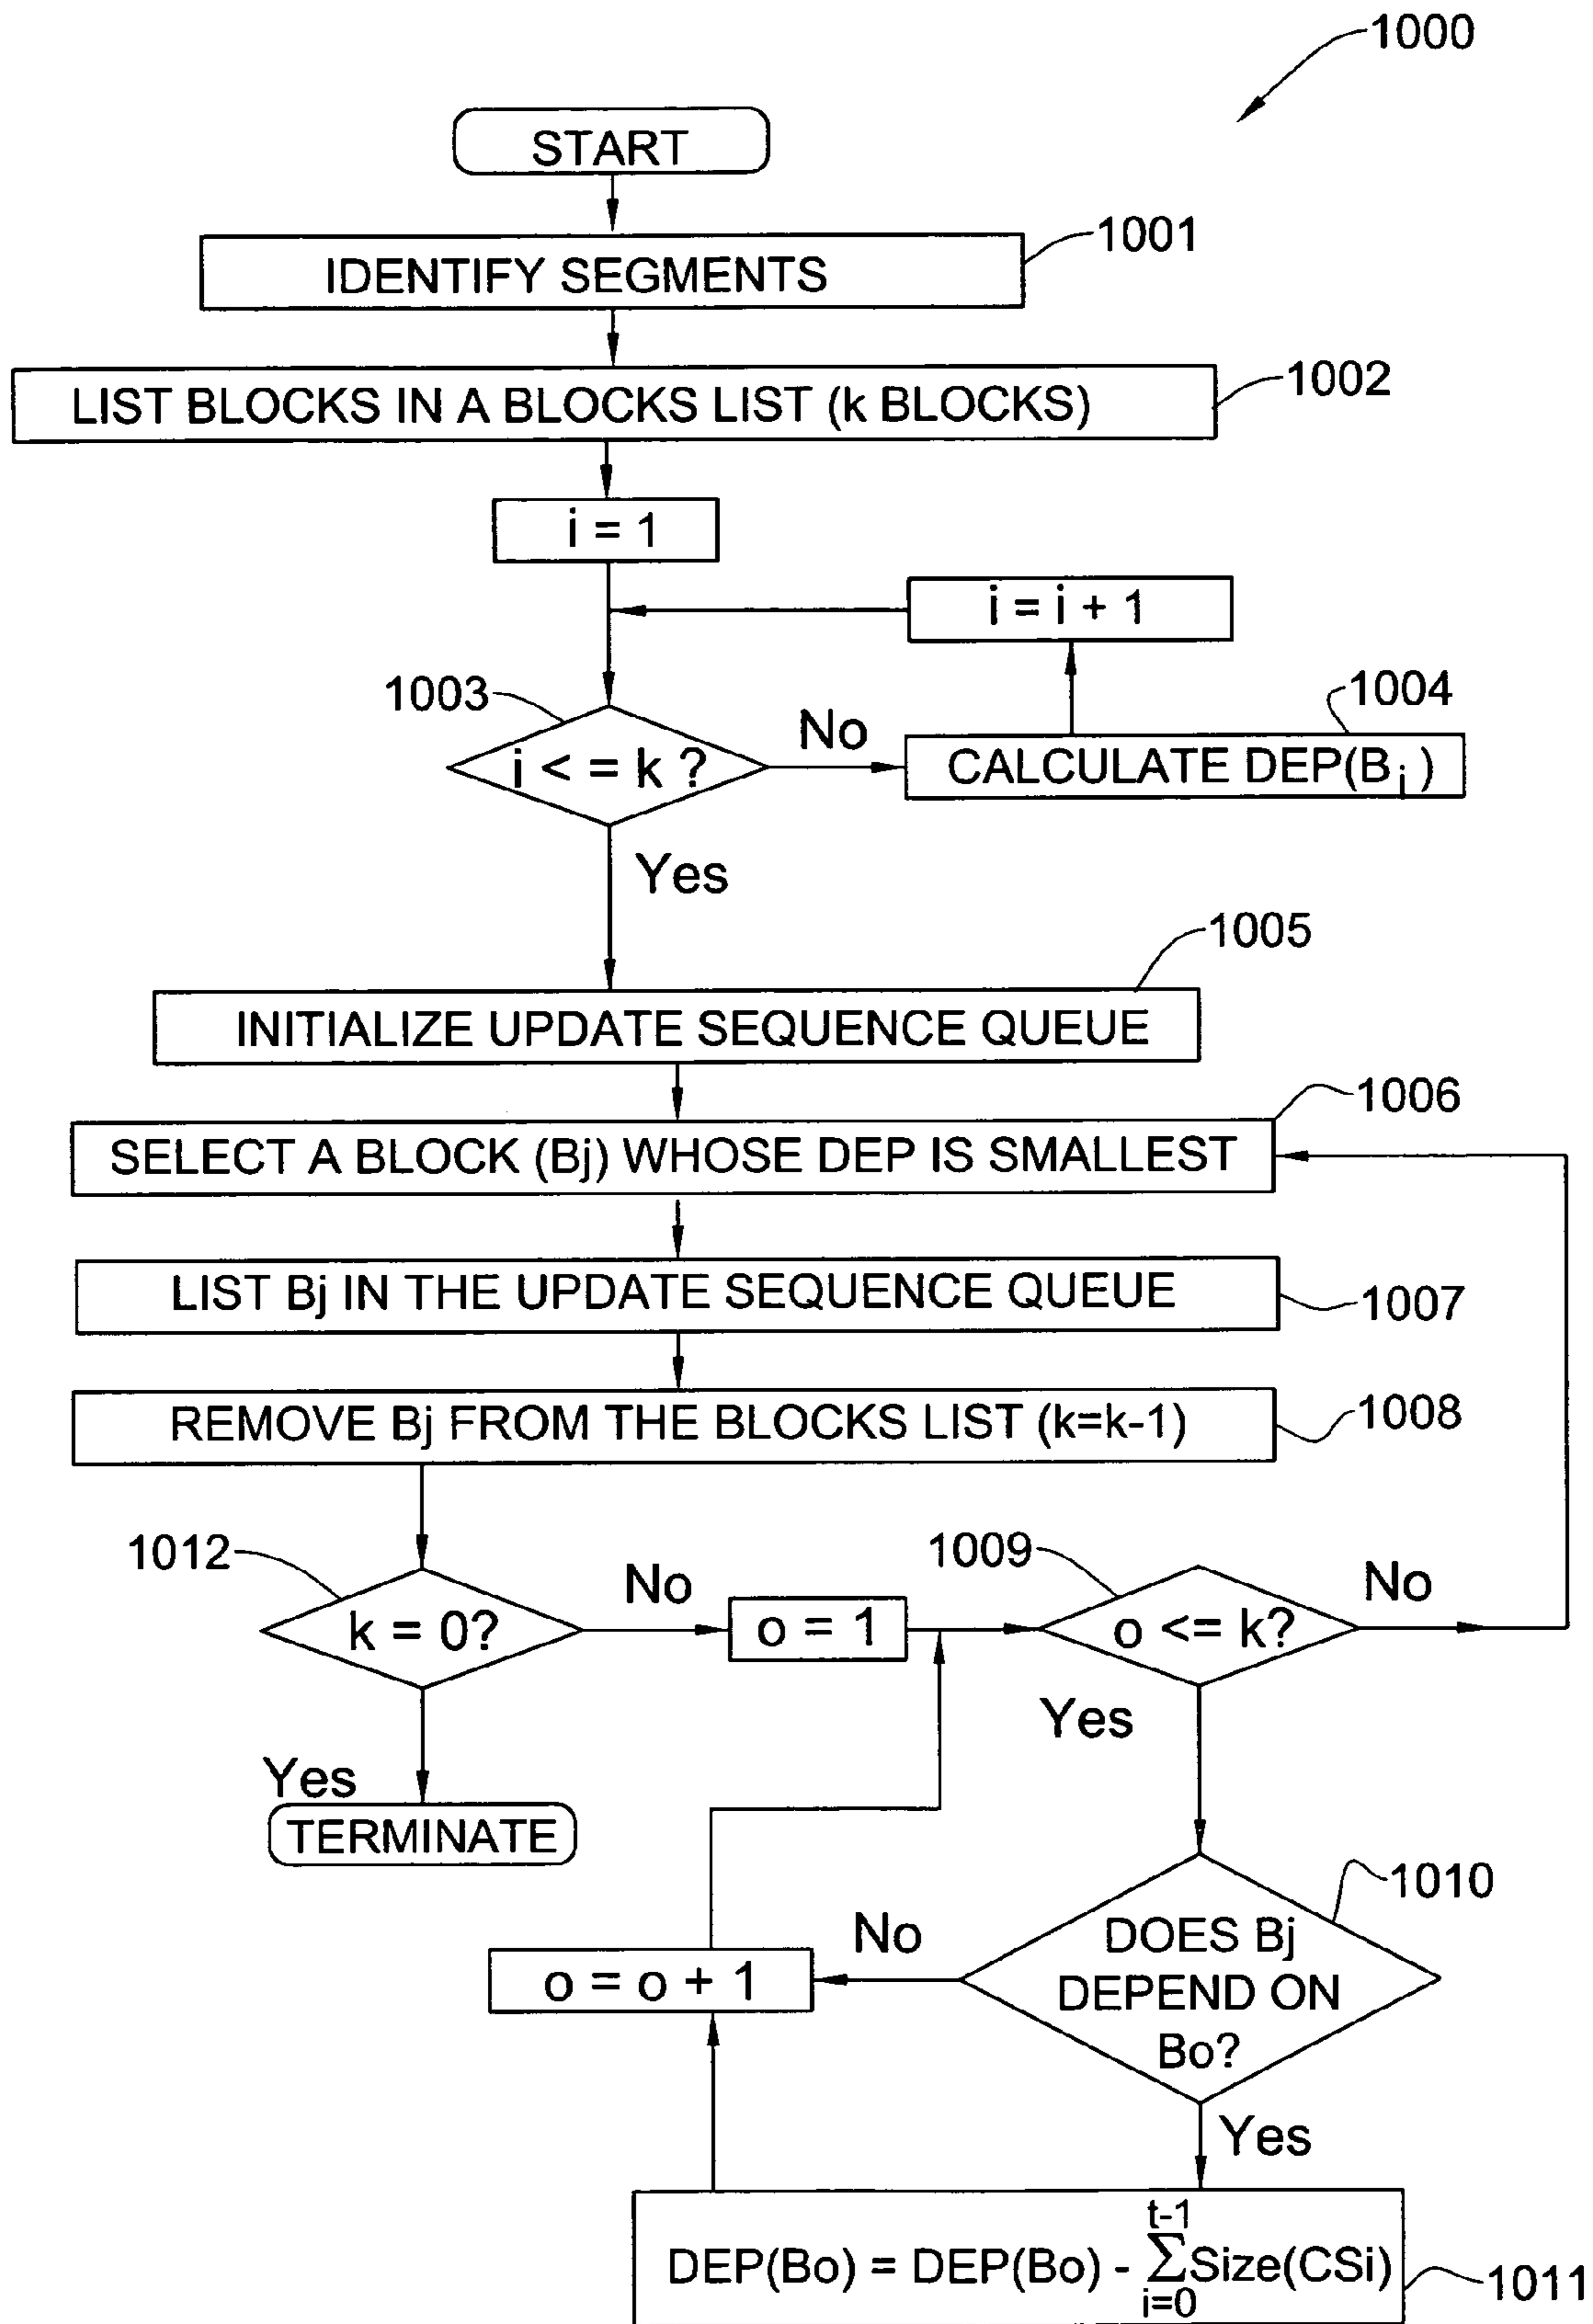 1000
START
1001
IDENTIFY SEGMENTS
1002
LIST BLOCKS IN A BLOCKS LIST (k BLOCKS)
i = 1
i = i + 1
1003
i < = k ?
No
1004
CALCULATE DEP(Bi)
Yes
1005
INITIALIZE UPDATE SEQUENCE QUEUE
1006
SELECT A BLOCK (Bj) WHOSE DEP IS SMALLEST
LIST Bj IN THE UPDATE SEQUENCE QUEUE
1007
REMOVE Bj FROM THE BLOCKS LIST (k=k-1)
1008
1012
k = 0?
No
o = 1
1009
o <= k?
No
Yes
Yes
TERMINATE
1010
DOES Bj
DEPEND ON
Bo?
No
o = o + 1
Yes
DEP(Bo) = DEP(Bo) - t-1 Σ i=0 Size(CSi)
1011